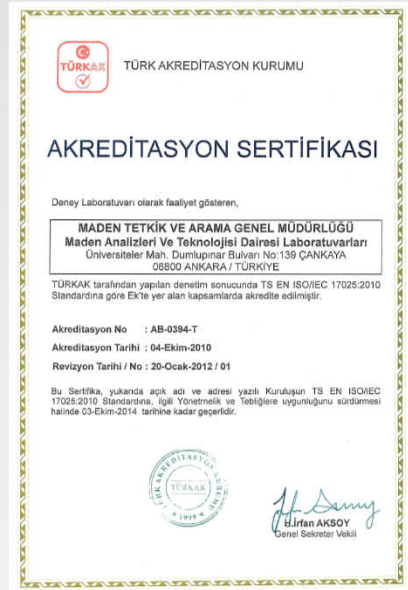 TÜRKAK
TÜRK AKREDİTASYON KURUMU
AKREDİTASYON SERTİFİKASI
Deney Laboratuvarı olarak faaliyet gösteren,
MADEN TETKİK VE ARAMA GENEL MÜDÜRLÜĞÜ
Maden Analizleri Ve Teknolojisi Dairesi Laboratuvarları
Üniversiteler Mah. Dumlupınar Bulvarı No:139 ÇANKAYA
06800 ANKARA / TÜRKİYE
TÜRKAK tarafından yapılan denetim sonucunda TS EN ISO/IEC 17025:2010
Standardına göre Ek'te yer alan kapsamlarda akredite edilmiştir.
Akreditasyon No : AB-0394-T
Akreditasyon Tarihi : 04-Ekim-2010
Revizyon Tarihi / No : 20-Ocak-2012 / 01
Bu Sertifika, yukarıda açık adı ve adresi yazılı Kuruluşun TS EN ISO/IEC
17025:2010 Standardına, ilgili Yönetmelik ve Tebliğlere uygunluğunu sürdürmesi
halinde 03-Ekim-2014 tarihine kadar geçerlidir.
TÜRK AKREDİTASYON KURUMU
TÜRKAK
1999
H.İrfan AKSOY
Genel Sekreter Vekili